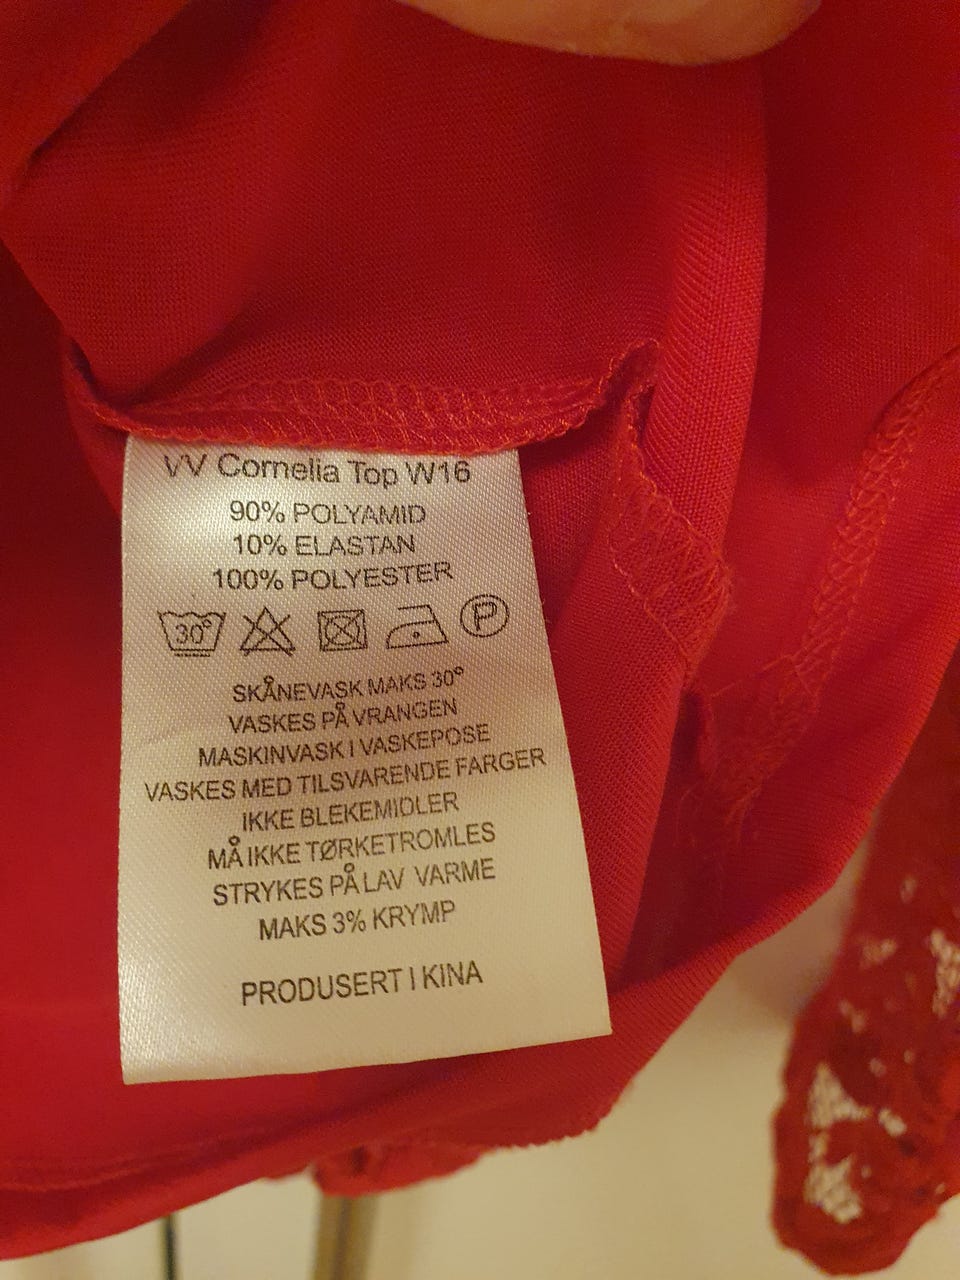 VV Cornelia Top W16
90% POLYAMID
10% ELASTAN
100% POLYESTER
30° P
SKÅNEVASK MAKS 30°
VASKES PÅ VRANGEN
MASKINVASK I VASKEPOSE
VASKES MED TILSVARENDE FARGER
IKKE BLEKEMIDLER
MÅ IKKE TØRKETROMLES
STRYKES PÅ LAV VARME
MAKS 3% KRYMP
PRODUSERT I KINA